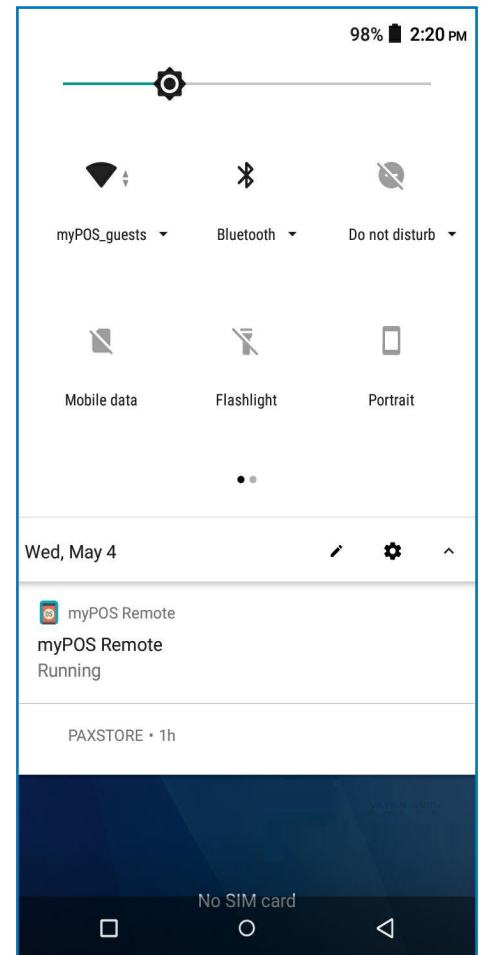 98% 2:20 PM
myPOS_guests Bluetooth Do not disturb
Mobile data Flashlight Portrait
Wed, May 4
myPOS Remote
myPOS Remote
Running
PAXSTORE • 1h
No SIM card